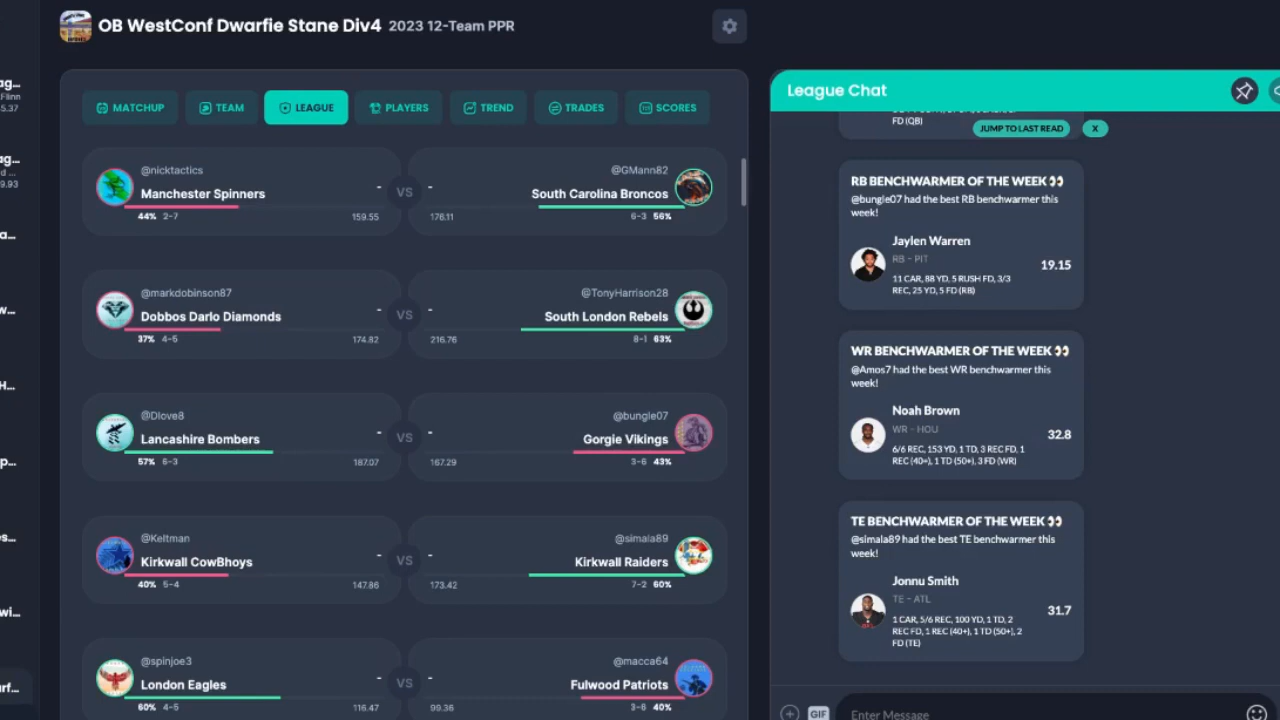 OB WestConf Dwarfie Stane Div4 2023 12-Team PPR
ag...
Flinn
5.37
ag...
d ...
9.93
a...
w...
H...
p...
s...
wi...
rf...
MATCHUP TEAM LEAGUE PLAYERS TREND TRADES SCORES
@nicktactics
Manchester Spinners -
44% 2-7 159.55
VS
@GMann82
- South Carolina Broncos
176.11 6-3 56%
@markdobinson87
Dobbos Darlo Diamonds -
37% 4-5 174.82
VS
@TonyHarrison28
- South London Rebels
216.76 8-1 63%
@Dlove8
Lancashire Bombers -
57% 6-3 187.07
VS
@bungle07
- Gorgie Vikings
167.29 3-6 43%
@Keltman
Kirkwall CowBhoys -
40% 5-4 147.86
VS
@simala89
- Kirkwall Raiders
173.42 7-2 60%
@spinjoe3
London Eagles -
60% 4-5 116.47
VS
@macca64
- Fulwood Patriots
99.36 3-6 40%
League Chat
FD (QB)
JUMP TO LAST READ X
RB BENCHWARMER OF THE WEEK 👀
@bungle07 had the best RB benchwarmer this
week!
Jaylen Warren
RB - PIT
19.15
11 CAR, 88 YD, 5 RUSH FD, 3/3
REC, 25 YD, 5 FD (RB)
WR BENCHWARMER OF THE WEEK 👀
@Amos7 had the best WR benchwarmer this
week!
Noah Brown
WR - HOU
32.8
6/6 REC, 153 YD, 1 TD, 3 REC FD, 1
REC (40+), 1 TD (50+), 3 FD (WR)
TE BENCHWARMER OF THE WEEK 👀
@simala89 had the best TE benchwarmer this
week!
Jonnu Smith
TE - ATL
31.7
1 CAR, 5/6 REC, 100 YD, 1 TD, 2
REC FD, 1 REC (40+), 1 TD (50+), 2
FD (TE)
GIF Enter Message